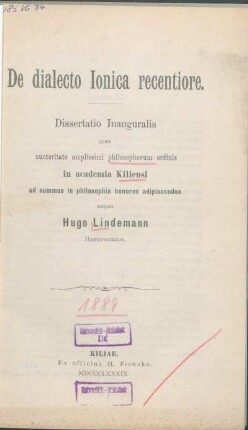 De dialecto Ionica recentiore.
Dissertatio Inauguralis
quam
auctoritate amplissimi philosophorum ordinis
in academia Kiliensi
ad summos in philosophia honores adipiscendos
scripsit
Hugo Lindemann
1889
KILIAE.
Ex officina H. Fiencke.
MDCCCLXXXIX.